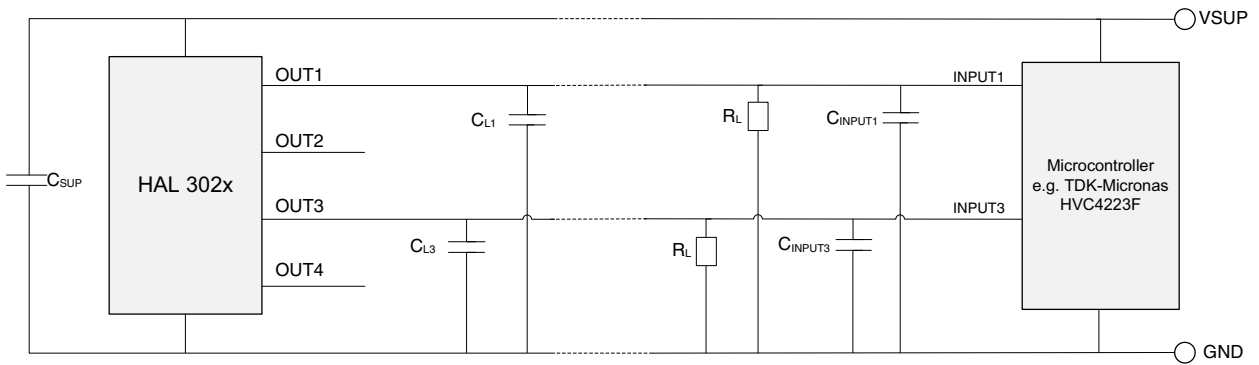 VSUP
OUT1
INPUT1
CL1
RL
CINPUT1
OUT2
CSUP
HAL 302x
Microcontroller
e.g. TDK-Micronas
HVC4223F
OUT3
INPUT3
CL3
RL
CINPUT3
OUT4
GND